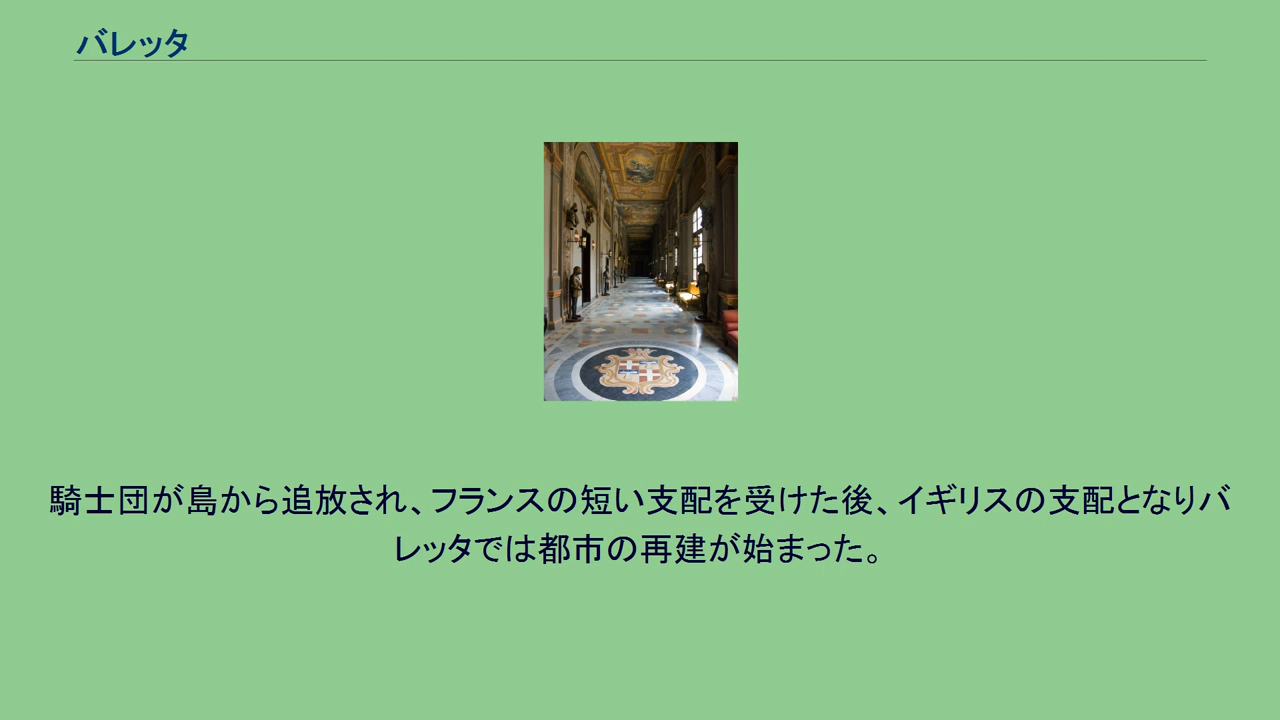 バレッタ
騎士団が島から追放され、フランスの短い支配を受けた後、イギリスの支配となりバ
レッタでは都市の再建が始まった。